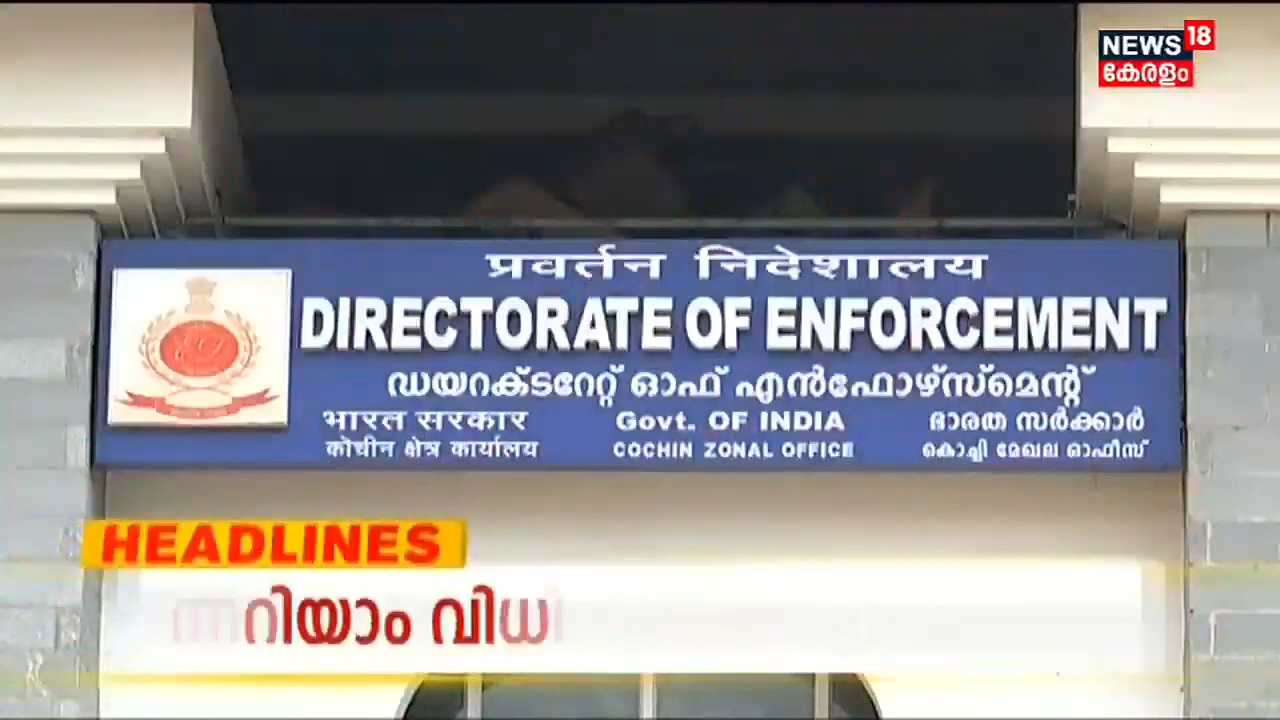 NEWS 18
കേരളം
प्रवर्तन निदेशालय
DIRECTORATE OF ENFORCEMENT
ഡയറക്ടറേറ്റ് ഓഫ് എൻഫോഴ്സ്മെന്റ്
भारत सरकार Govt. OF INDIA ഭാരത സർക്കാർ
कोचीन क्षेत्र कार्यालय COCHIN ZONAL OFFICE കൊച്ചി മേഖല ഓഫീസ്
HEADLINES